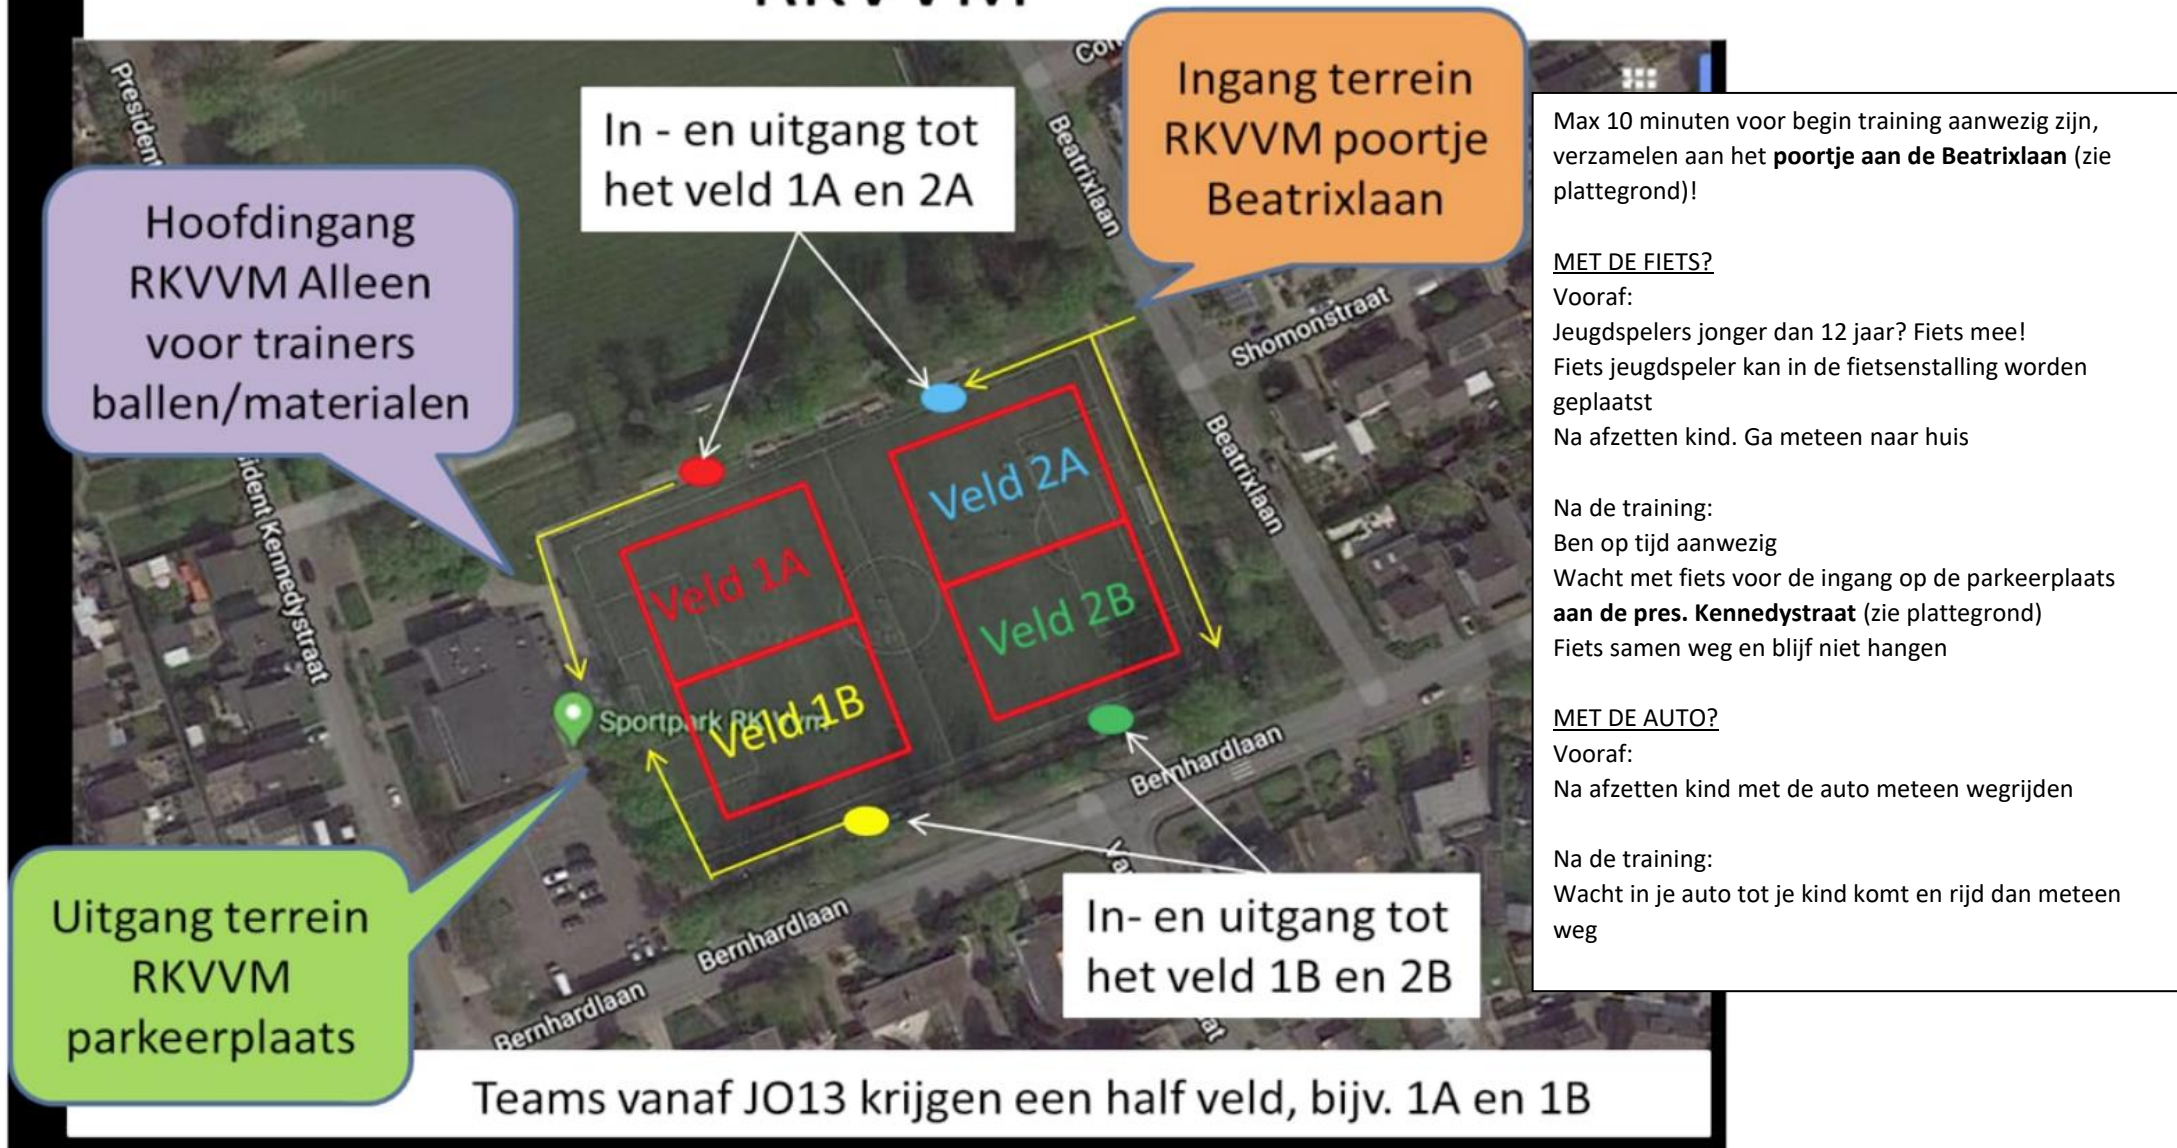 RKVVM
Ingang terrein
RKVVM poortje
Beatrixlaan
In - en uitgang tot
het veld 1A en 2A
Hoofdingang
RKVVM Alleen
voor trainers
ballen/materialen
President
Beatrixlaan
Shomonstraat
Beatrixlaan
ident Kennedystraat
Veld 1A
Veld 2A
Veld 1B
Veld 2B
Sportpark RK
Bernhardlaan
Bernhardlaan
Bernhardlaan
In- en uitgang tot
het veld 1B en 2B
Uitgang terrein
RKVVM
parkeerplaats
Teams vanaf JO13 krijgen een half veld, bijv. 1A en 1B
Max 10 minuten voor begin training aanwezig zijn,
verzamelen aan het poortje aan de Beatrixlaan (zie
plattegrond)!
MET DE FIETS?
Vooraf:
Jeugdspelers jonger dan 12 jaar? Fiets mee!
Fiets jeugdspeler kan in de fietsenstalling worden
geplaatst
Na afzetten kind. Ga meteen naar huis
Na de training:
Ben op tijd aanwezig
Wacht met fiets voor de ingang op de parkeerplaats
aan de pres. Kennedystraat (zie plattegrond)
Fiets samen weg en blijf niet hangen
MET DE AUTO?
Vooraf:
Na afzetten kind met de auto meteen wegrijden
Na de training:
Wacht in je auto tot je kind komt en rijd dan meteen
weg